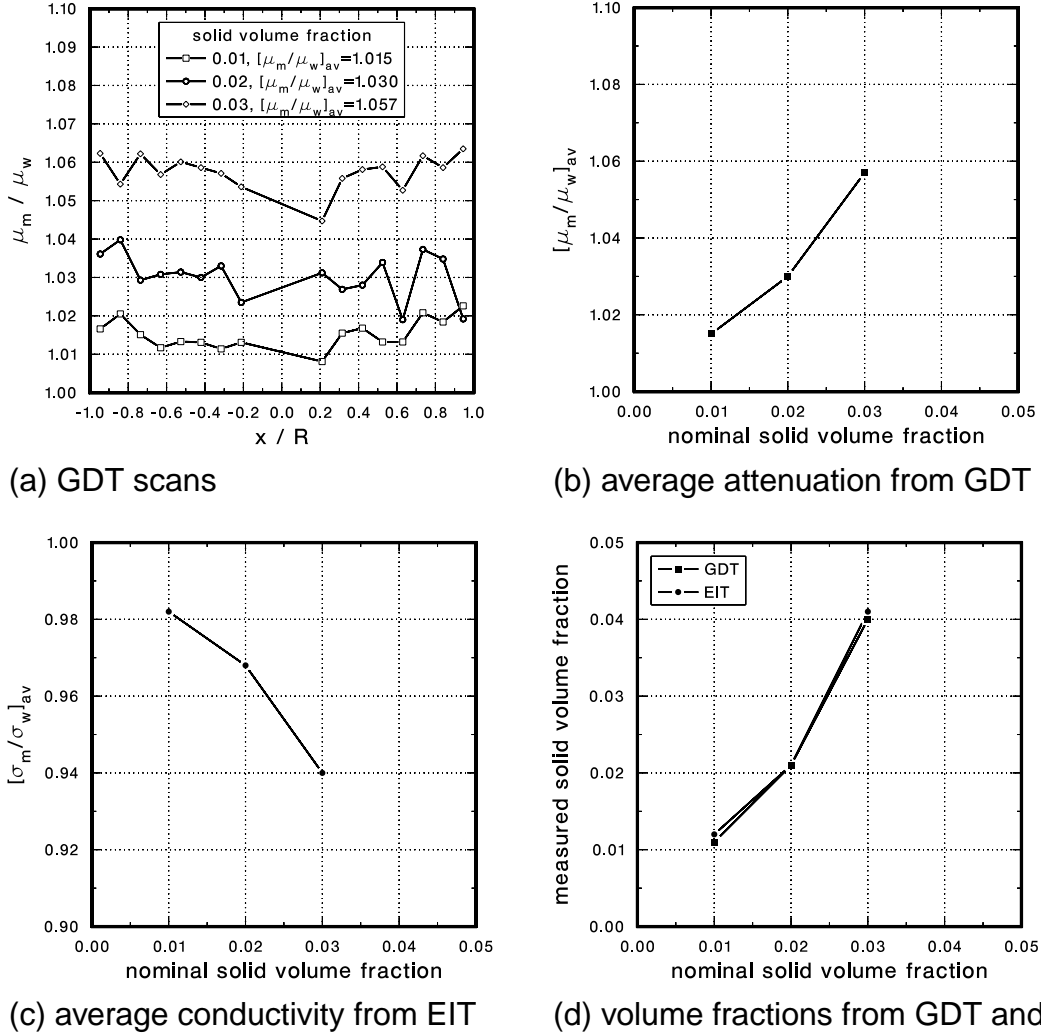 1.10
1.09
1.08
1.07
1.06
1.05
1.04
1.03
1.02
1.01
1.00
μm / μw
solid volume fraction
0.01, [μm/μw]av=1.015
0.02, [μm/μw]av=1.030
0.03, [μm/μw]av=1.057
-1.0 -0.8 -0.6 -0.4 -0.2 0.0 0.2 0.4 0.6 0.8 1.0
x / R
(a) GDT scans
1.10
1.08
1.06
1.04
1.02
1.00
[μm/μw]av
0.00 0.01 0.02 0.03 0.04 0.05
nominal solid volume fraction
(b) average attenuation from GDT
1.00
0.98
0.96
0.94
0.92
0.90
[σm/σw]av
0.00 0.01 0.02 0.03 0.04 0.05
nominal solid volume fraction
(c) average conductivity from EIT
0.05
0.04
0.03
0.02
0.01
0.00
measured solid volume fraction
GDT
EIT
0.00 0.01 0.02 0.03 0.04 0.05
nominal solid volume fraction
(d) volume fractions from GDT and